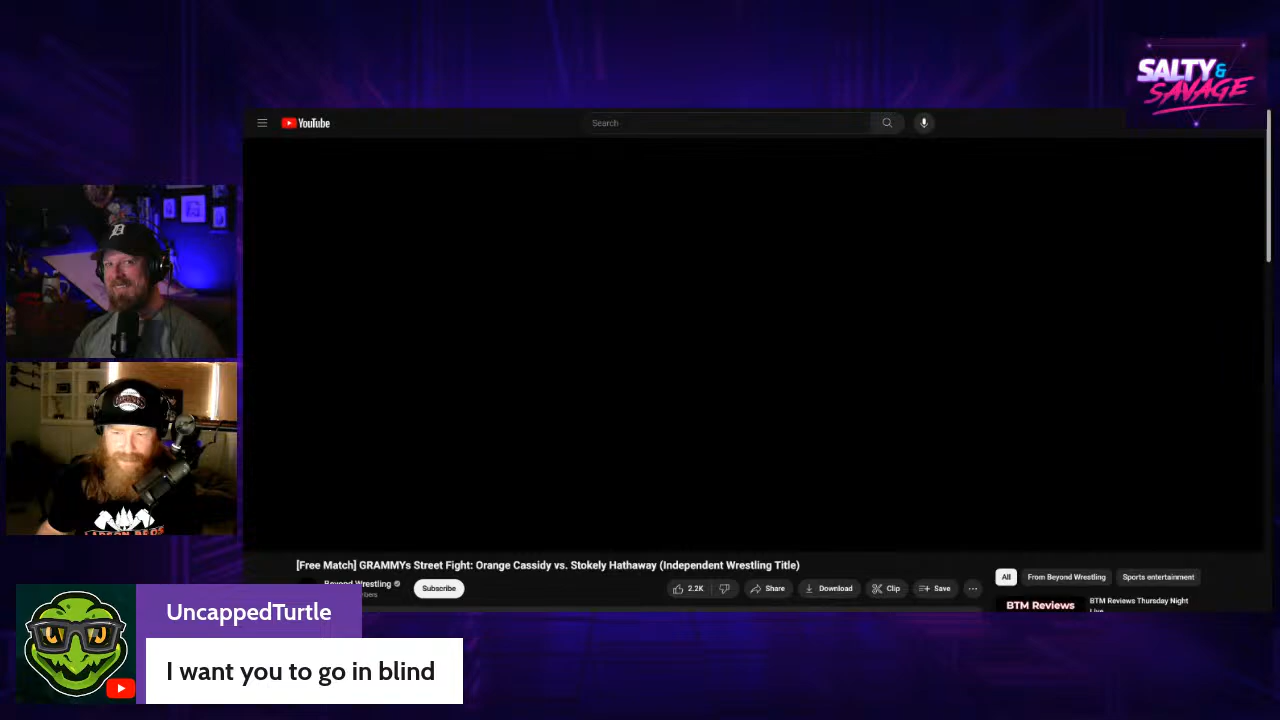 SALTY &
SAVAGE
YouTube
Search
[Free Match] GRAMMYs Street Fight: Orange Cassidy vs. Stokely Hathaway (Independent Wrestling Title)
Beyond Wrestling
Subscribe
2.2K
Share
Download
Clip
Save
All
From Beyond Wrestling
Sports entertainment
BTM Reviews
BTM Reviews Thursday Night
Live
UncappedTurtle
I want you to go in blind